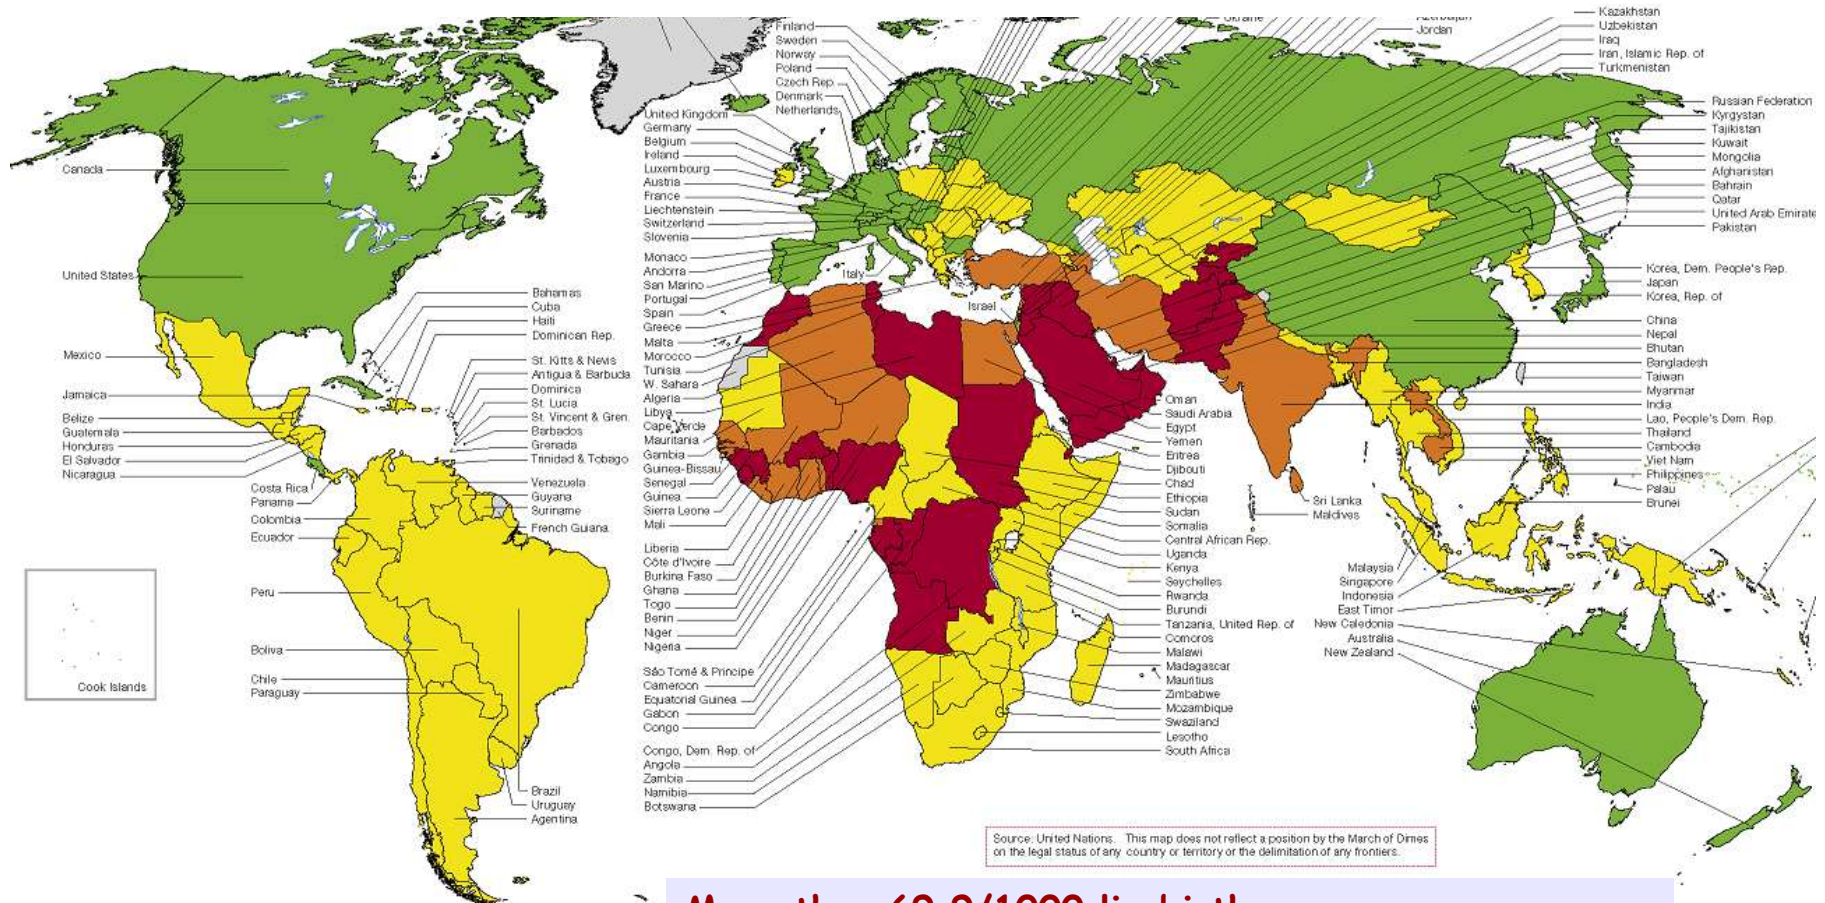 Canada
United States
Mexico
Jamaica
Belize
Guatemala
Honduras
El Salvador
Nicaragua
Costa Rica
Panama
Colombia
Ecuador
Peru
Boliva
Chile
Paraguay
Cook Islands
Bahamas
Cuba
Haiti
Dominican Rep.
St. Kitts & Nevis
Antigua & Barbuda
Dominica
St. Lucia
St. Vincent & Gren.
Barbados
Grenada
Trinidad & Tobago
Venezuela
Guyana
Suriname
French Guiana
Brazil
Uruguay
Agentina
Finland
Sweden
Norway
Poland
Czech Rep.
Denmark
Netherlands
United Kingdom
Germany
Belgium
Ireland
Luxembourg
Austria
France
Liechtenstein
Switzerland
Slovenia
Monaco
Andorra
San Marino
Portugal
Spain
Greece
Malta
Morocco
Tunisia
W. Sahara
Algeria
Libya
Cape Verde
Mauritania
Gambia
Guinea-Bissau
Senegal
Guinea
Sierra Leone
Mali
Liberia
Côte d'Ivoire
Burkina Faso
Ghana
Togo
Benin
Niger
Nigeria
São Tomé & Principe
Cameroon
Equatorial Guinea
Gabon
Congo
Congo, Dem. Rep. of
Angola
Zambia
Namibia
Botswana
Italy
Israel
Oman
Saudi Arabia
Egypt
Yemen
Eritrea
Djibouti
Chad
Ethiopia
Sudan
Somalia
Central African Rep.
Uganda
Kenya
Seychelles
Rwanda
Burundi
Tanzania, United Rep. of
Comoros
Malawi
Madagascar
Mauritius
Zimbabwe
Mozambique
Swaziland
Lesotho
South Africa
Ukraine
Azerbaijan
Jordan
Kazakhstan
Uzbekistan
Iraq
Iran, Islamic Rep. of
Turkmenistan
Russian Federation
Kyrgystan
Tajikistan
Kuwait
Mongolia
Afghanistan
Bahrain
Qatar
United Arab Emirate
Pakistan
Korea, Dem. People's Rep.
Japan
Korea, Rep. of
China
Nepal
Bhutan
Bangladesh
Taiwan
Myanmar
India
Lao, People's Dem. Rep.
Thailand
Cambodia
Viet Nam
Philippines
Palau
Brunei
Sri Lanka
Maldives
Malaysia
Singapore
Indonesia
East Timor
New Caledonia
Australia
New Zealand
Source: United Nations. This map does not reflect a position by the March of Dimes
on the legal status of any country or territory or the delimitation of any frontiers.